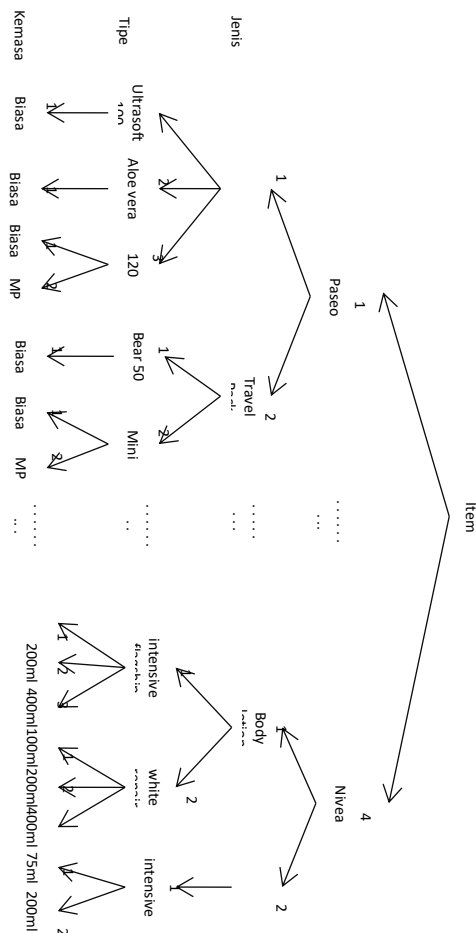 Item
1 4
Paseo Nivea
......
...
1 2 1 2
Jenis Travel ...... Body
...
2 3 1 2 1 2 1
Tipe Ultrasoft Aloe vera 120 Bear 50 Mini ...... intensive white intensive
..
1 1 1 2 1 1 2 1 2 3 1 2 1 2
Kemasa Biasa Biasa Biasa MP Biasa Biasa MP ...... 200ml 400ml 100ml 200ml 400ml 75ml 200ml
...